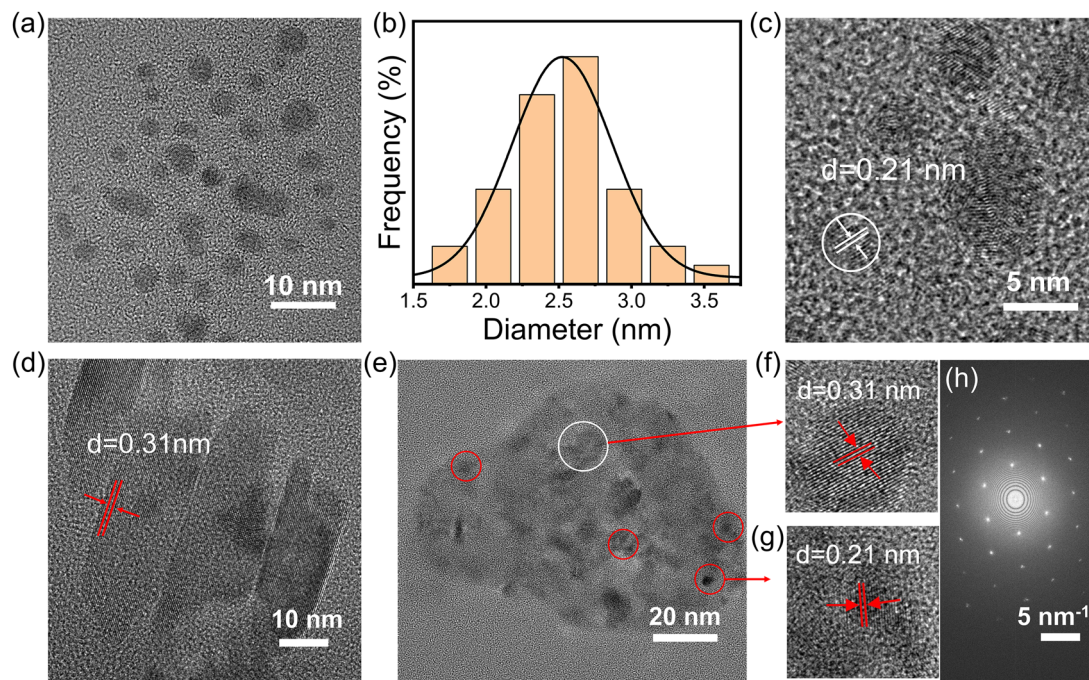 (a)
10 nm
(b)
Frequency (%)
1.5 2.0 2.5 3.0 3.5
Diameter (nm)
(c)
d=0.21 nm
5 nm
(d)
d=0.31nm
10 nm
(e)
20 nm
(f)
d=0.31 nm
(g)
d=0.21 nm
(h)
5 nm-1